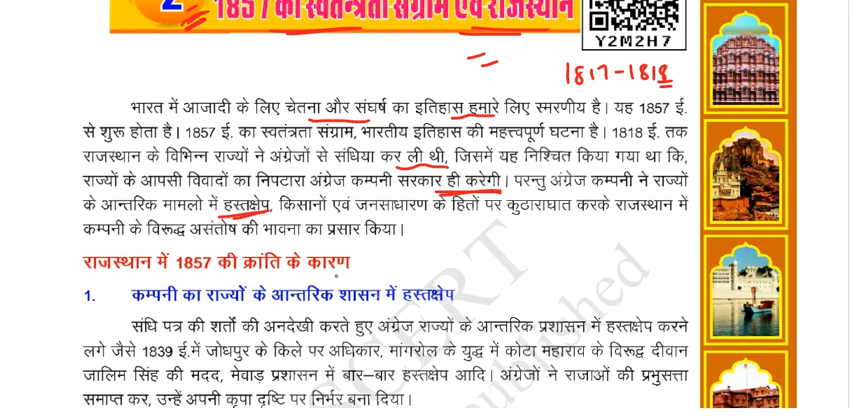 2 1857 का स्वतन्त्रता संग्राम एवं राजस्थान
Y2M2H7
1817-1818
भारत में आजादी के लिए चेतना और संघर्ष का इतिहास हमारे लिए स्मरणीय है। यह 1857 ई.
से शुरू होता है। 1857 ई. का स्वतंत्रता संग्राम, भारतीय इतिहास की महत्त्वपूर्ण घटना है। 1818 ई. तक
राजस्थान के विभिन्न राज्यों ने अंग्रेजों से संधिया कर ली थी, जिसमें यह निश्चित किया गया था कि,
राज्यों के आपसी विवादों का निपटारा अंग्रेज कम्पनी सरकार ही करेगी। परन्तु अंग्रेज कम्पनी ने राज्यों
के आन्तरिक मामलो में हस्तक्षेप, किसानों एवं जनसाधारण के हितों पर कुठाराघात करके राजस्थान में
कम्पनी के विरूद्ध असंतोष की भावना का प्रसार किया।
राजस्थान में 1857 की क्रांति के कारण
1. कम्पनी का राज्यों के आन्तरिक शासन में हस्तक्षेप
संधि पत्र की शर्तों की अनदेखी करते हुए अंग्रेज राज्यों के आन्तरिक प्रशासन में हस्तक्षेप करने
लगे जैसे 1839 ई.में जोधपुर के किले पर अधिकार, मांगरोल के युद्ध में कोटा महाराव के विरूद्व दीवान
जालिम सिंह की मदद, मेवाड़ प्रशासन में बार–बार हस्तक्षेप आदि। अंग्रेजों ने राजाओं की प्रभुसत्ता
समाप्त कर, उन्हें अपनी कृपा दृष्टि पर निर्भर बना दिया।